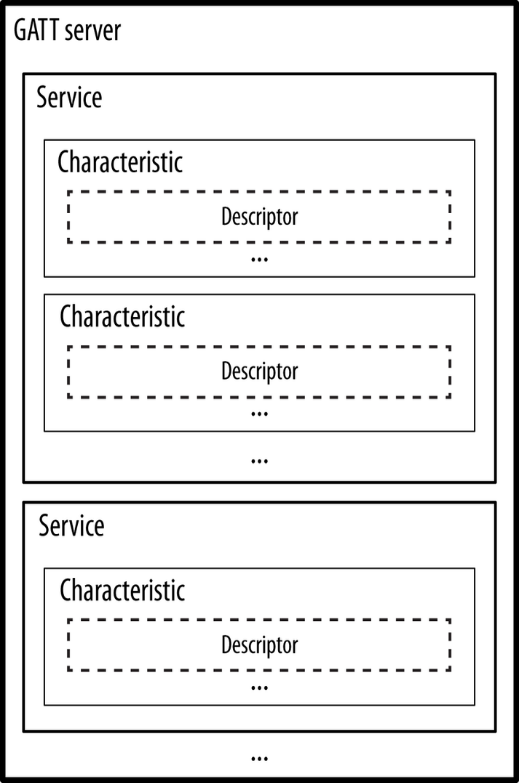 GATT server
Service
Characteristic
Descriptor
...
Characteristic
Descriptor
...
...
Service
Characteristic
Descriptor
...
...